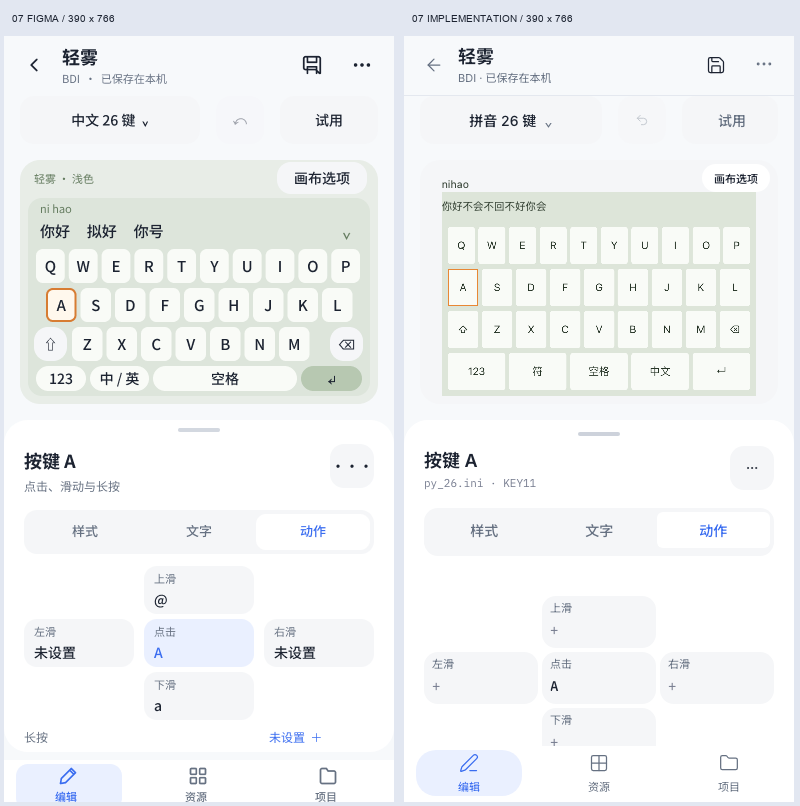 07 FIGMA / 390 x 766
轻雾
BDI • 已保存在本机
中文 26 键
试用
轻雾 • 浅色
画布选项
ni hao
你好 拟好 你号
Q W E R T Y U I O P
A S D F G H J K L
Z X C V B N M
123 中 / 英 空格
按键 A
点击、滑动与长按
样式 文字 动作
上滑
@
左滑 点击 右滑
未设置 A 未设置
下滑
a
长按 未设置 +
编辑 资源 项目
07 IMPLEMENTATION / 390 x 766
轻雾
BDI · 已保存在本机
拼音 26 键
试用
画布选项
nihao
你好不会不回不好你会
Q W E R T Y U I O P
A S D F G H J K L
Z X C V B N M
123 符 空格 中文
按键 A
py_26.ini · KEY11
样式 文字 动作
上滑
+
左滑 点击 右滑
+ A +
下滑
+
编辑 资源 项目